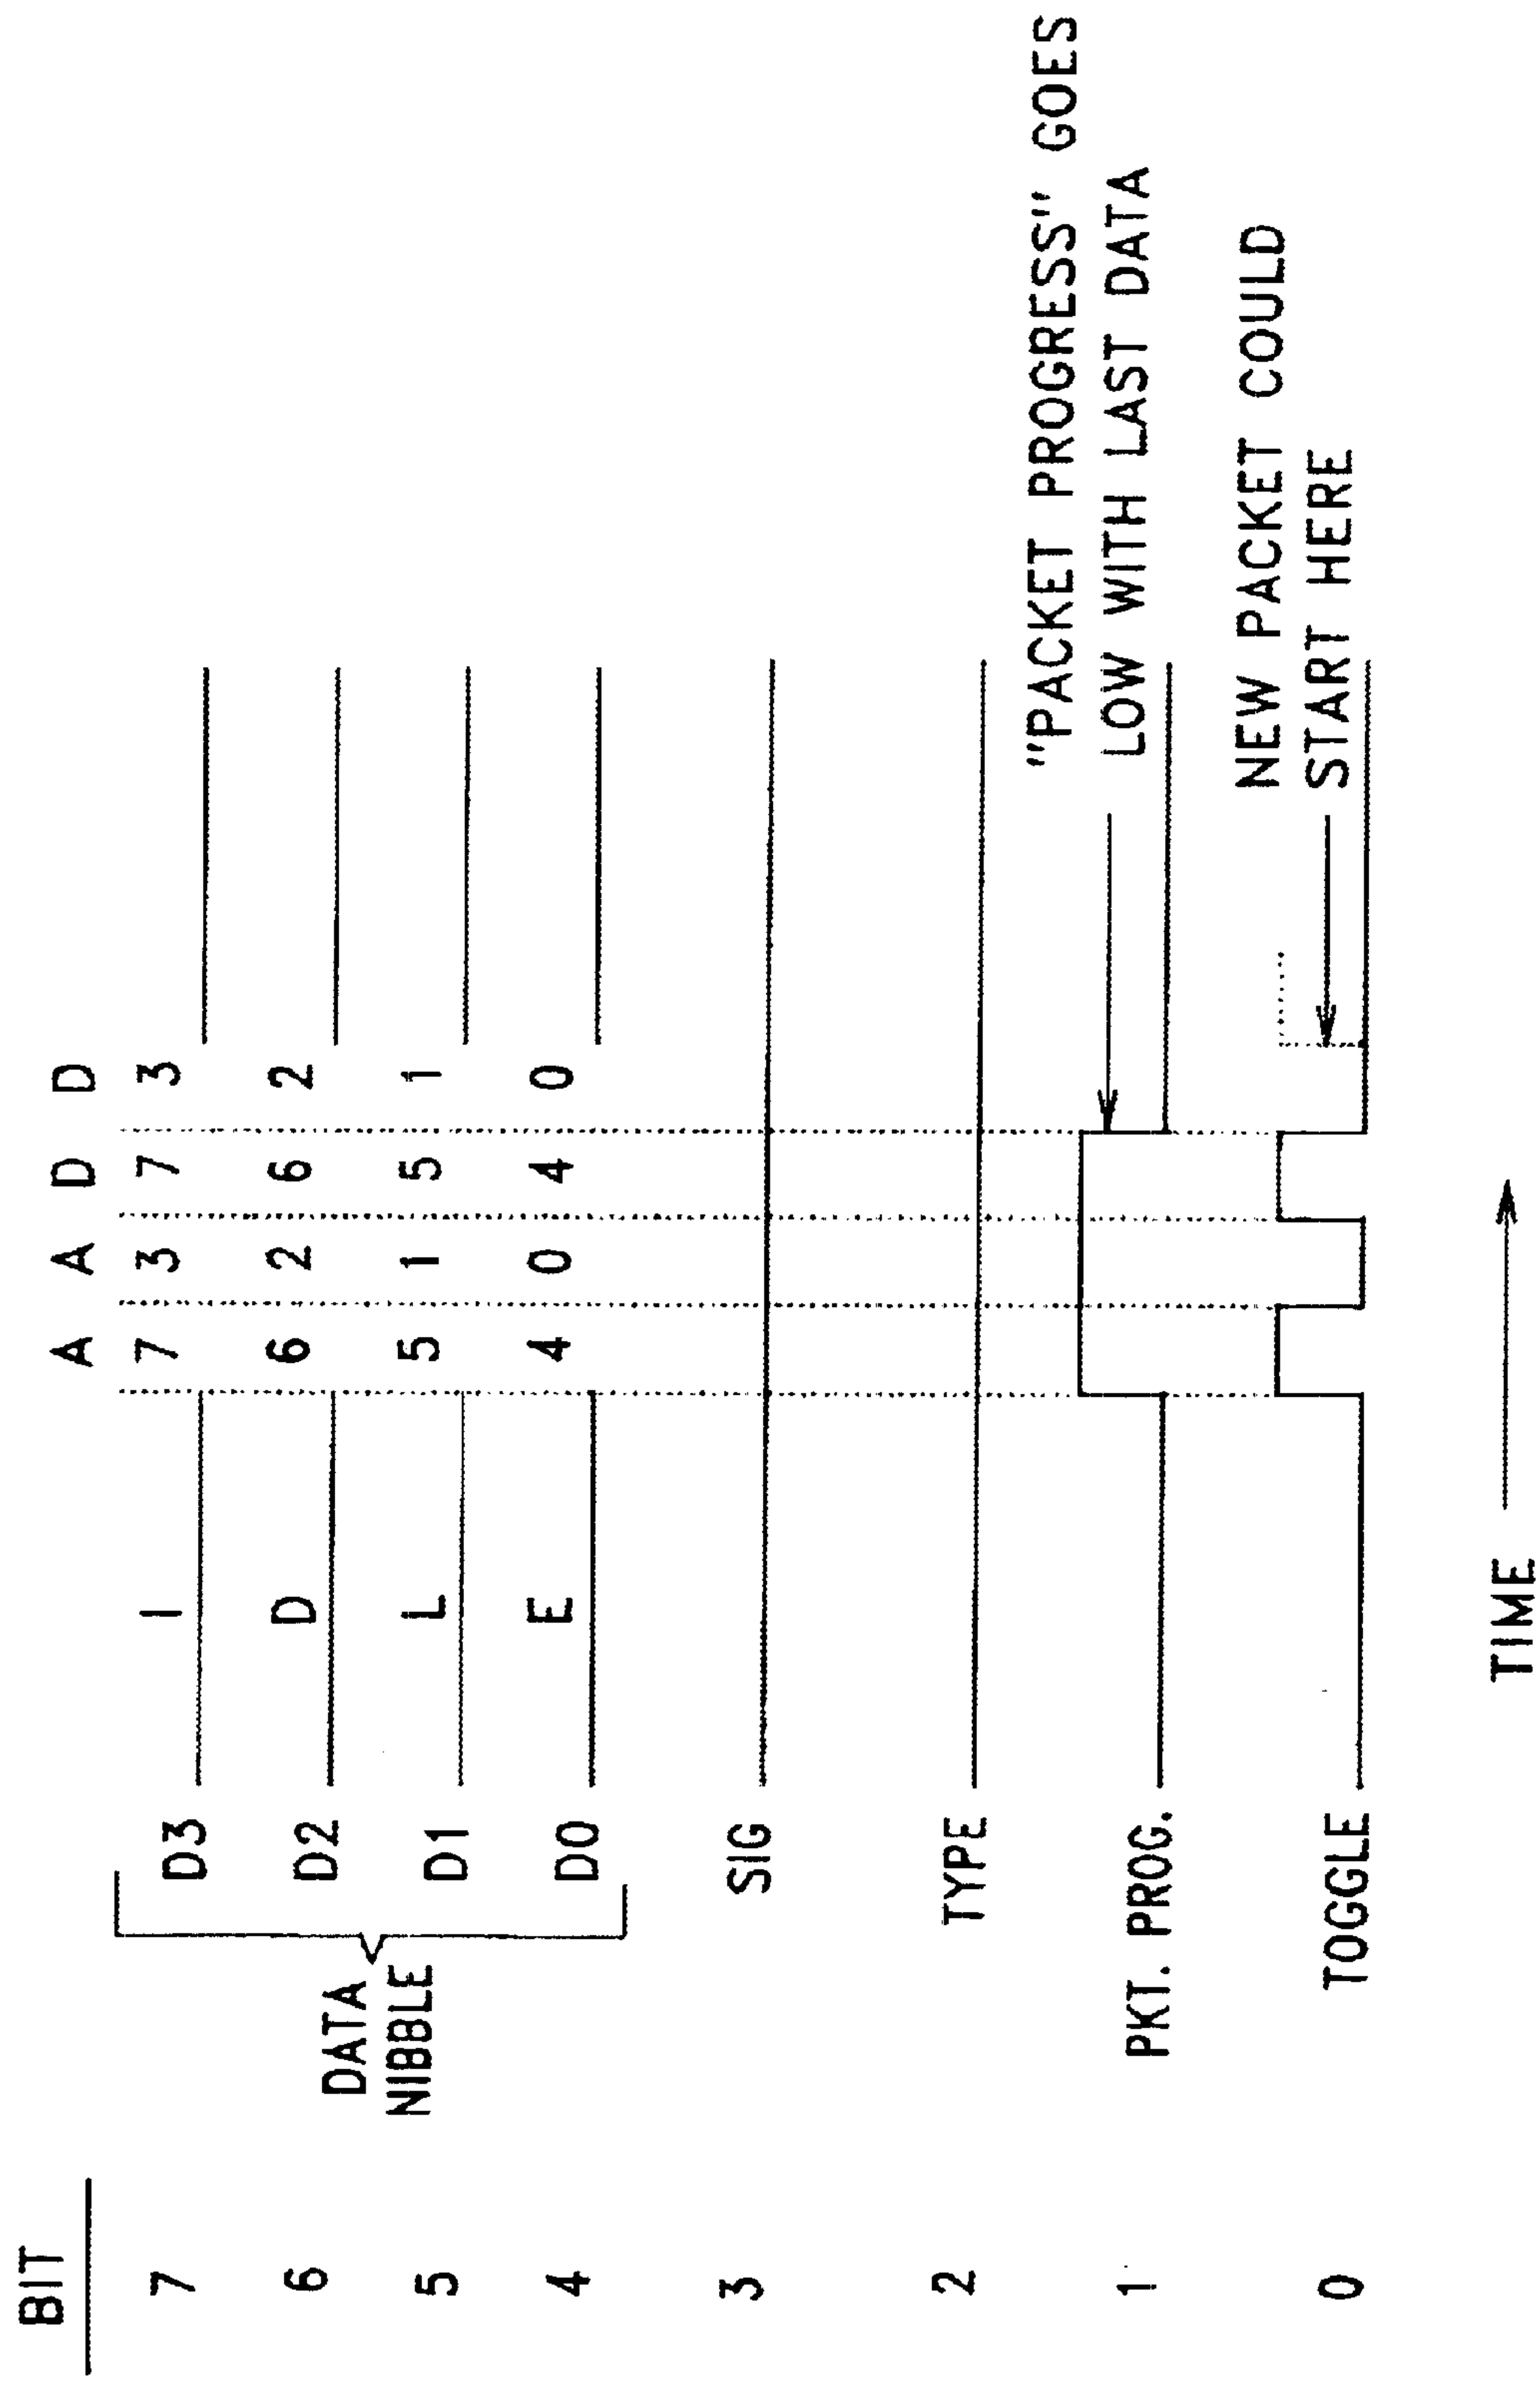 BIT
A A D D
7 D3 I 7 3 7 3
6 D2 D 6 2 6 2
DATA
NIBBLE
5 D1 L 5 1 5 1
4 D0 E 4 0 4 0
3 SIG
2 TYPE
"PACKET PROGRESS" GOES
LOW WITH LAST DATA
1 PKT. PROG.
NEW PACKET COULD
START HERE
0 TOGGLE
TIME